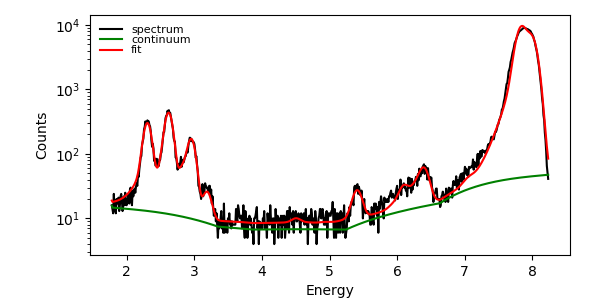 10⁴
10³
10²
10¹
Counts
spectrum
continuum
fit
2 3 4 5 6 7 8
Energy